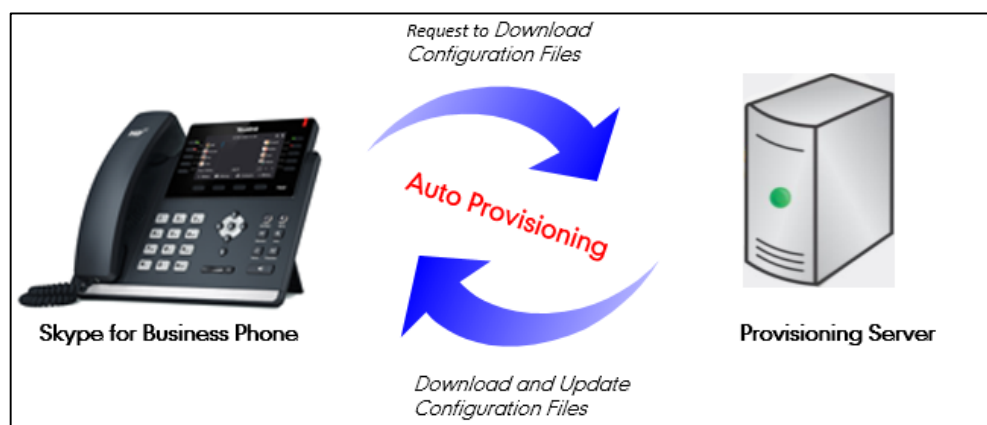 Request to Download
Configuration Files
Auto Provisioning
Skype for Business Phone
Provisioning Server
Download and Update
Configuration Files